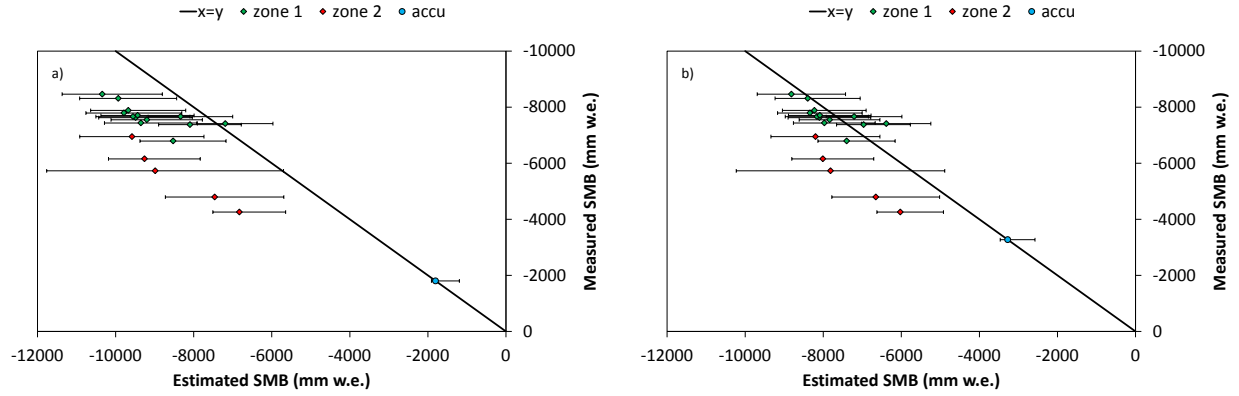 x=y zone 1 zone 2 accu
a)
-10000
-8000
-6000
-4000
-2000
0
Measured SMB (mm w.e.)
-12000 -10000 -8000 -6000 -4000 -2000 0
Estimated SMB (mm w.e.)
x=y zone 1 zone 2 accu
b)
-10000
-8000
-6000
-4000
-2000
0
Measured SMB (mm w.e.)
-12000 -10000 -8000 -6000 -4000 -2000 0
Estimated SMB (mm w.e.)